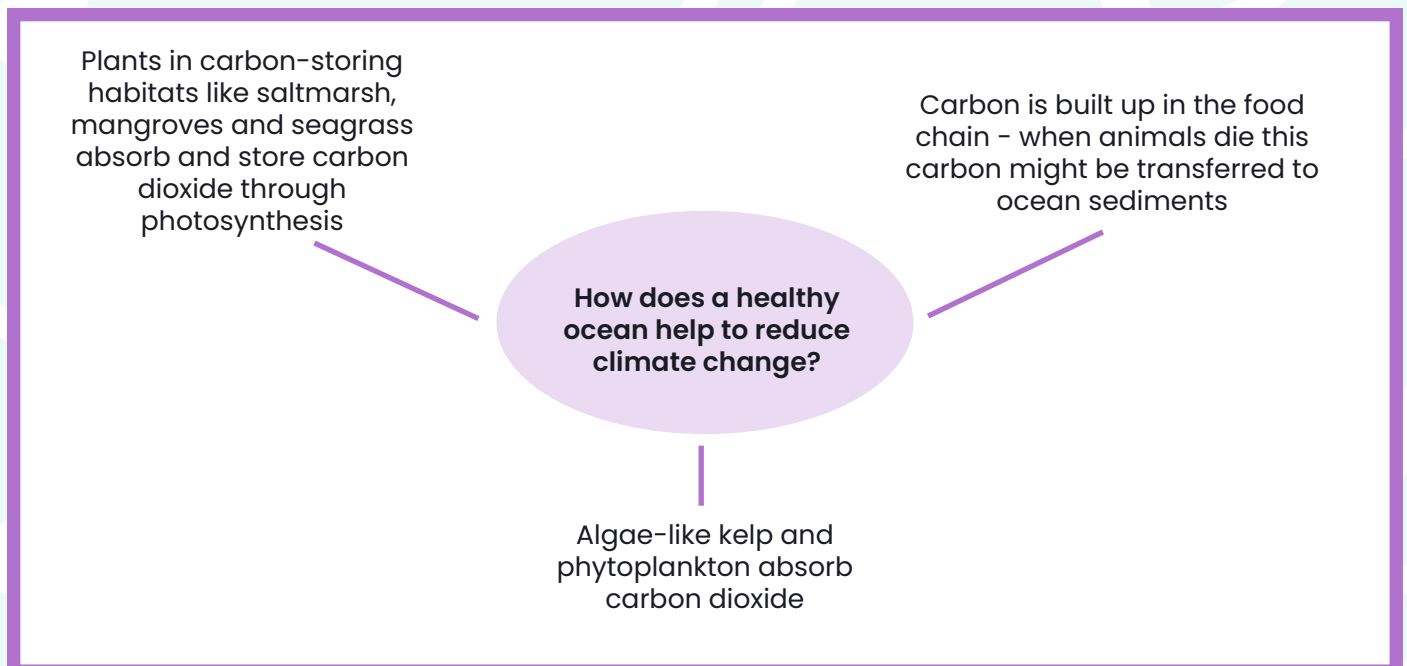 Plants in carbon-storing
habitats like saltmarsh,
mangroves and seagrass
absorb and store carbon
dioxide through
photosynthesis
Carbon is built up in the food
chain - when animals die this
carbon might be transferred to
ocean sediments
How does a healthy
ocean help to reduce
climate change?
Algae-like kelp and
phytoplankton absorb
carbon dioxide